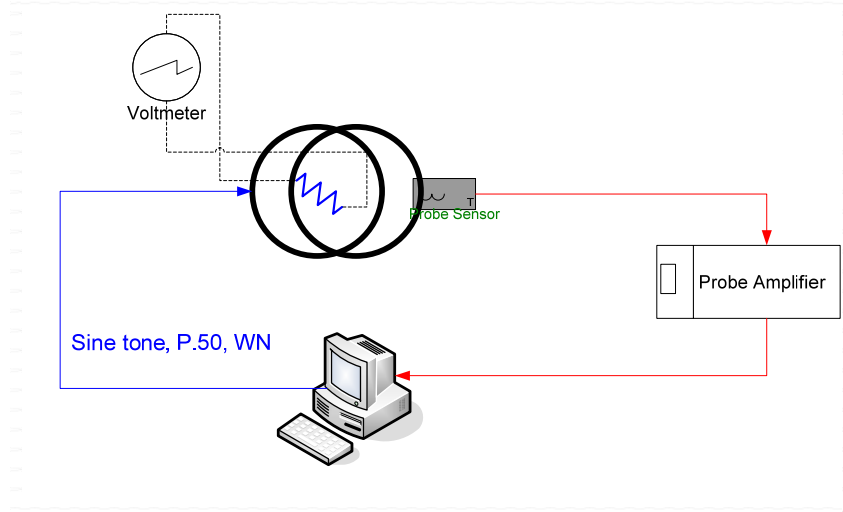 Voltmeter
T
Probe Sensor
Probe Amplifier
Sine tone, P.50, WN